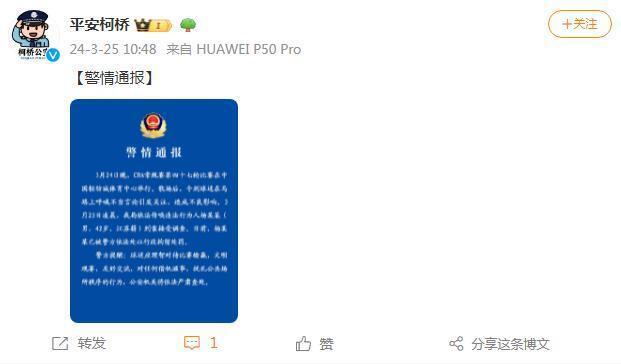 平安柯桥
+关注
柯桥公安
24-3-25 10:48 来自 HUAWEI P50 Pro
【警情通报】
警情通报
3月24日晚，CBA常规赛第四十七轮比赛在中
国轻纺城体育中心举行，散场后，个别球迷在马
路上呼喊不当言论引发关注，造成不良影响。3
月25日凌晨，我局依法传唤违法行为人杨某某
（男，42岁，江苏籍）到案接受调查。目前，杨某
某已被警方依法处以行政拘留处罚。
警方提醒：球迷应理智对待比赛输赢，文明
观赛，友好交流，对任何借机滋事、扰乱公共场
所秩序的行为，公安机关将依法严肃查处。
转发
1
赞
分享这条博文